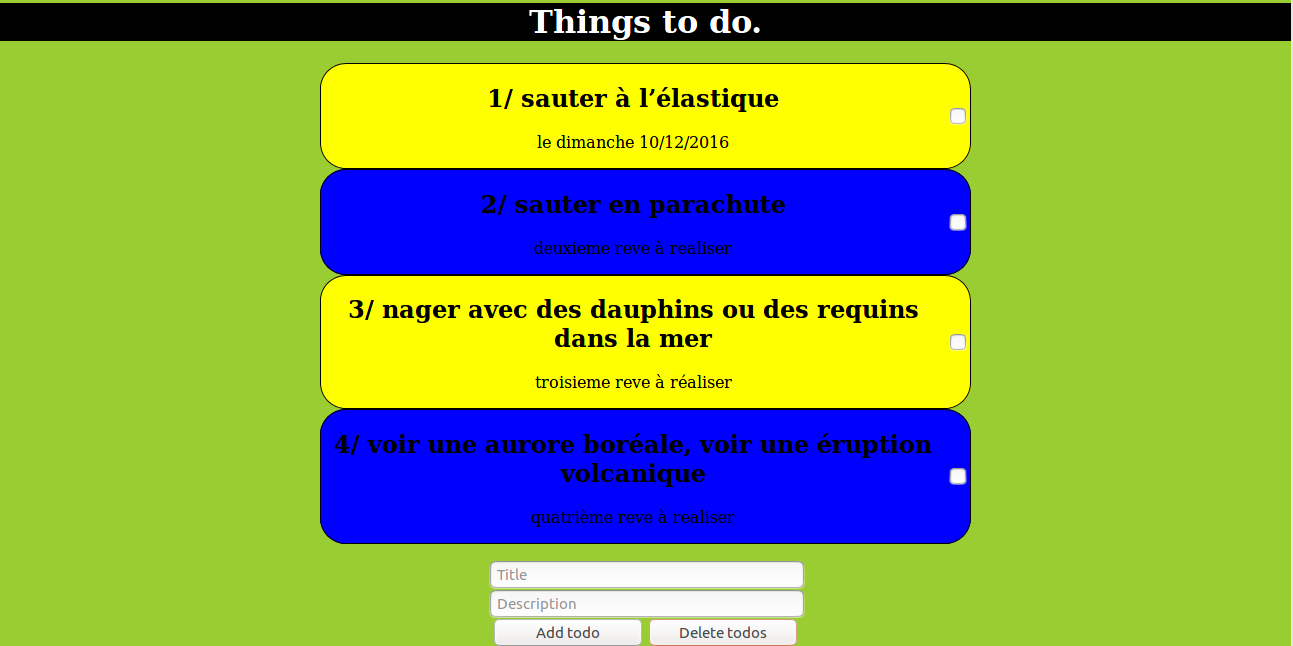 Things to do.
1/ sauter à l’élastique
le dimanche 10/12/2016
2/ sauter en parachute
deuxieme reve à realiser
3/ nager avec des dauphins ou des requins
dans la mer
troisieme reve à réaliser
4/ voir une aurore boréale, voir une éruption
volcanique
quatrième reve à realiser
Title
Description
Add todo Delete todos